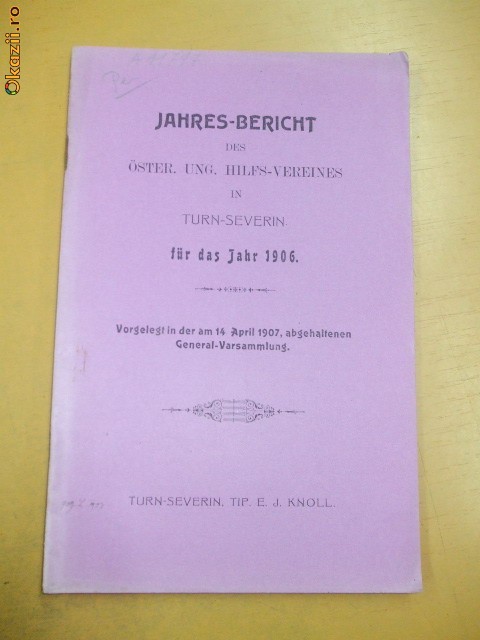 Okazii.ro
JAHRES-BERICHT
DES
ÖSTER. UNG. HILFS-VEREINES
IN
TURN-SEVERIN
für das Jahr 1906.
Vorgelegt in der am 14 April 1907, abgehaltenen
General-Varsammlung.
TURN-SEVERIN. TIP. E. J. KNOLL.